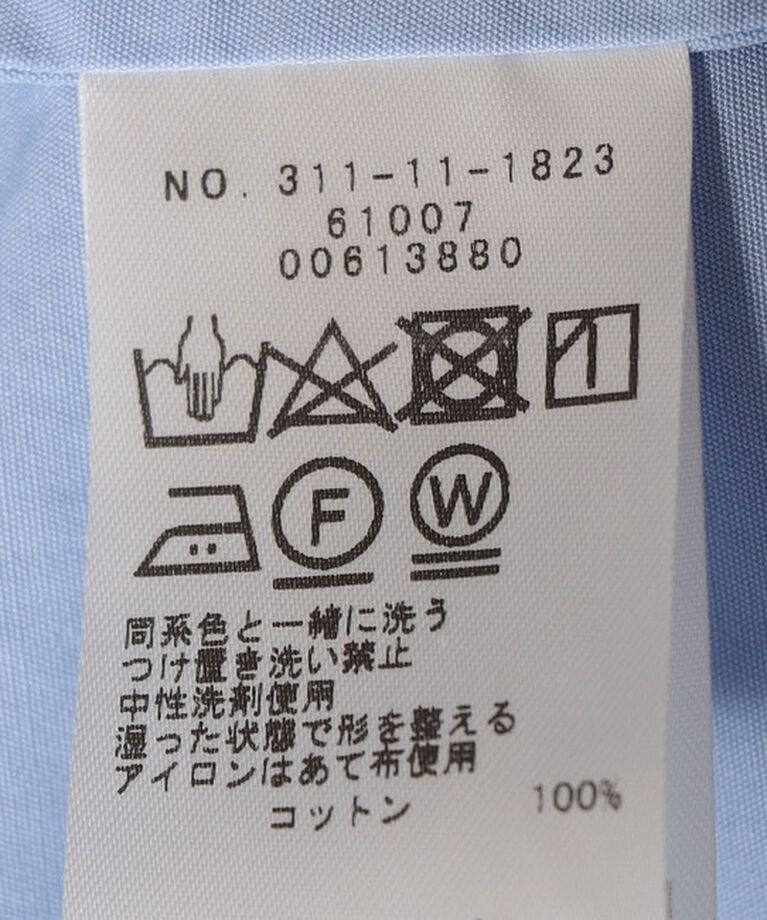 NO. 311-11-1823
61007
00613880
F W
同系色と一緒に洗う
つけ置き洗い禁止
中性洗剤使用
湿った状態で形を整える
アイロンはあて布使用
コットン 100%